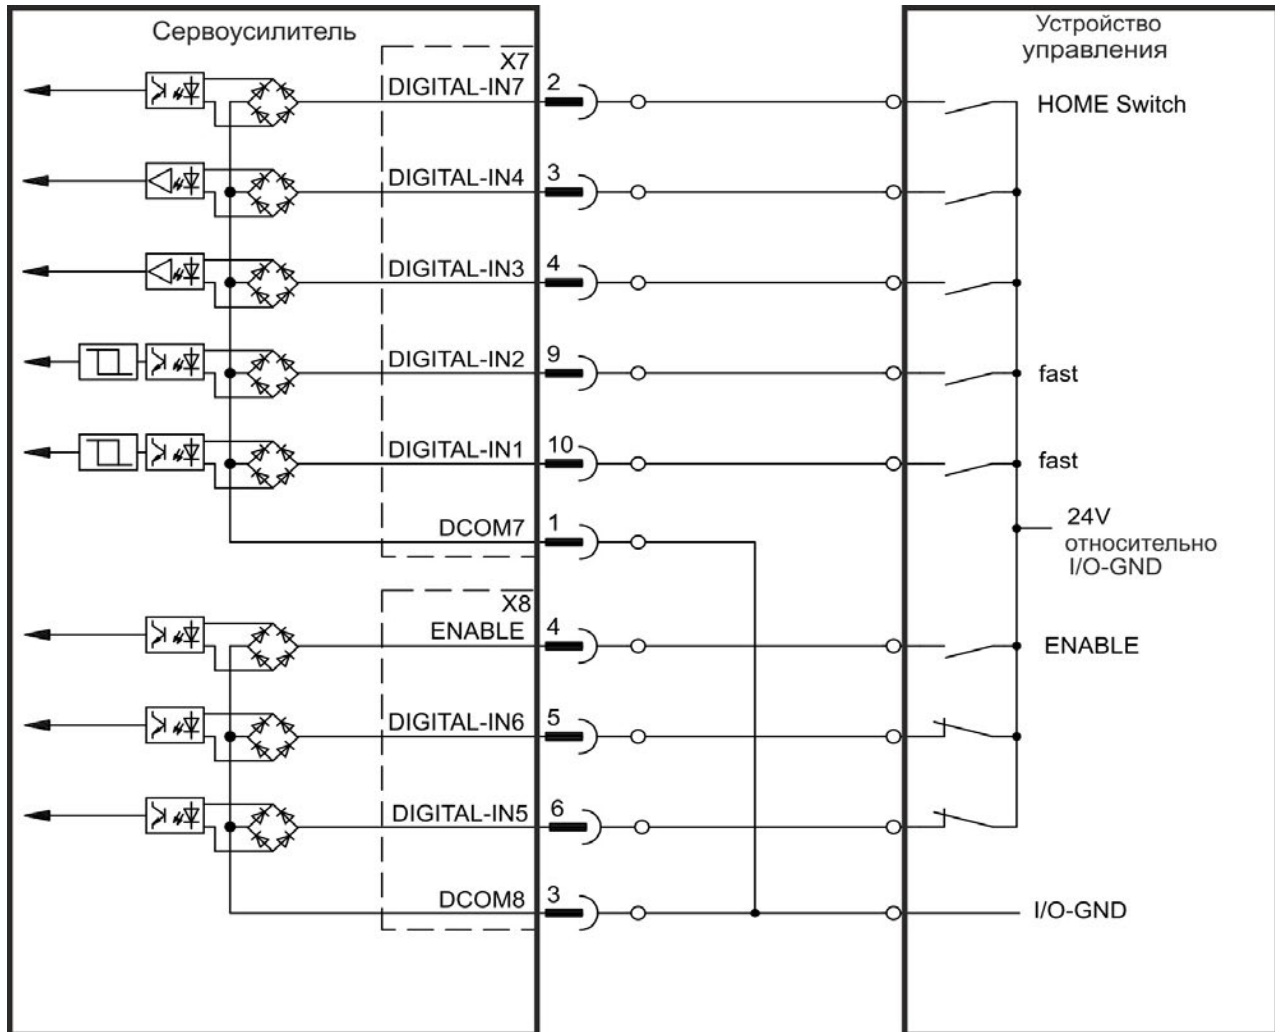 Сервоусилитель
Устройство
управления
X7
DIGITAL-IN7
2
HOME Switch
DIGITAL-IN4
3
DIGITAL-IN3
4
DIGITAL-IN2
9
fast
DIGITAL-IN1
10
fast
DCOM7
1
24V
относительно
I/O-GND
X8
ENABLE
4
ENABLE
DIGITAL-IN6
5
DIGITAL-IN5
6
DCOM8
3
I/O-GND